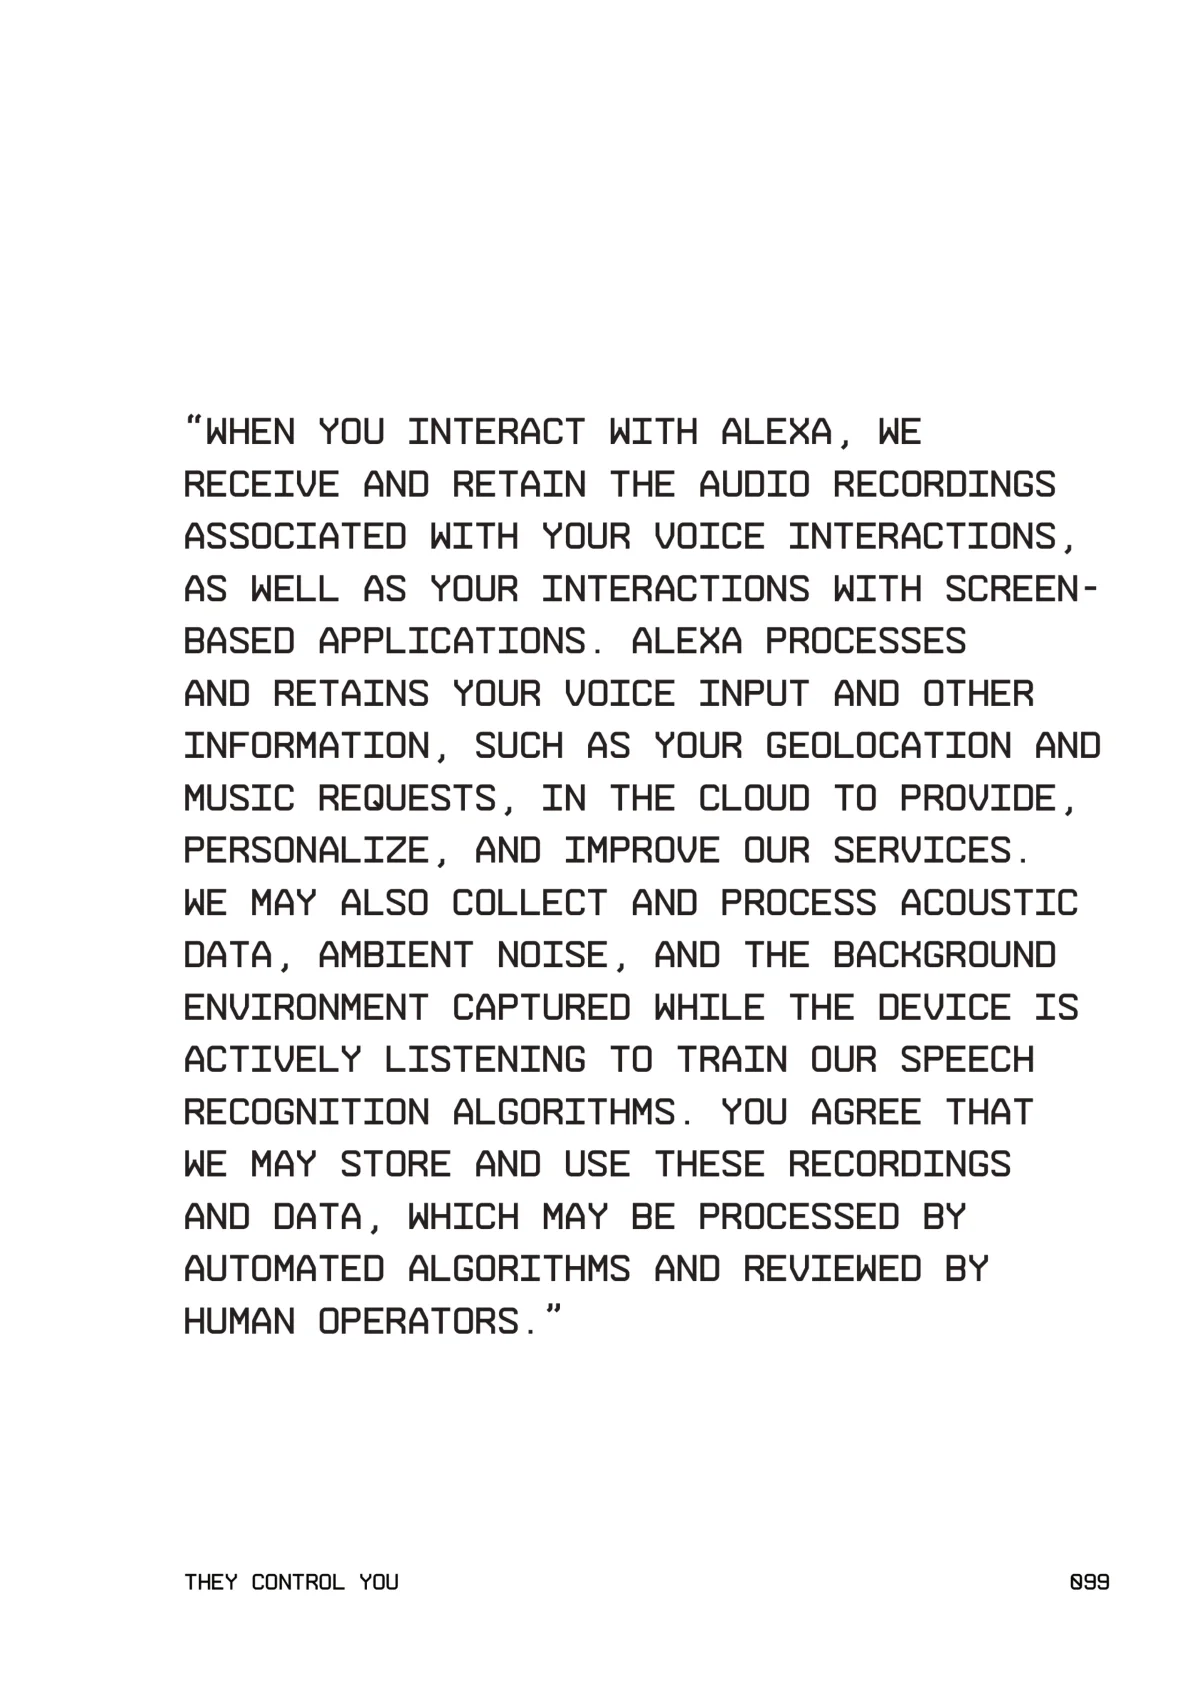 “WHEN YOU INTERACT WITH ALEXA, WE
RECEIVE AND RETAIN THE AUDIO RECORDINGS
ASSOCIATED WITH YOUR VOICE INTERACTIONS,
AS WELL AS YOUR INTERACTIONS WITH SCREEN-
BASED APPLICATIONS. ALEXA PROCESSES
AND RETAINS YOUR VOICE INPUT AND OTHER
INFORMATION, SUCH AS YOUR GEOLOCATION AND
MUSIC REQUESTS, IN THE CLOUD TO PROVIDE,
PERSONALIZE, AND IMPROVE OUR SERVICES.
WE MAY ALSO COLLECT AND PROCESS ACOUSTIC
DATA, AMBIENT NOISE, AND THE BACKGROUND
ENVIRONMENT CAPTURED WHILE THE DEVICE IS
ACTIVELY LISTENING TO TRAIN OUR SPEECH
RECOGNITION ALGORITHMS. YOU AGREE THAT
WE MAY STORE AND USE THESE RECORDINGS
AND DATA, WHICH MAY BE PROCESSED BY
AUTOMATED ALGORITHMS AND REVIEWED BY
HUMAN OPERATORS.”
THEY CONTROL YOU 099